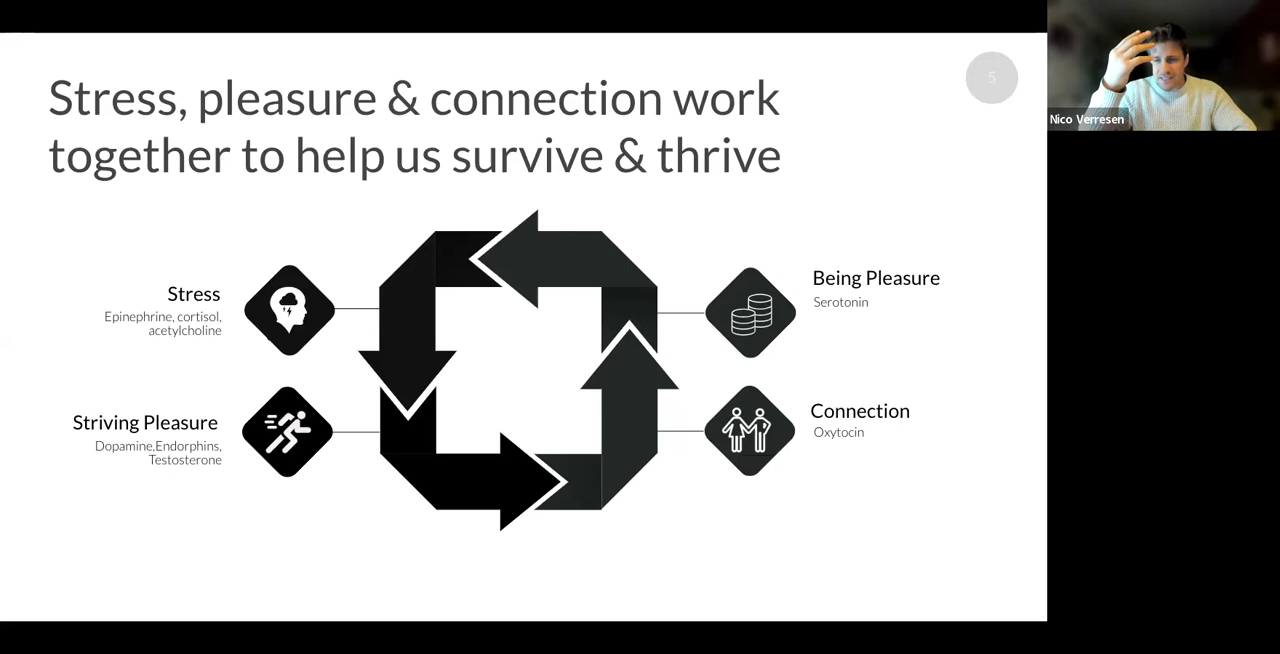 Stress, pleasure & connection work
together to help us survive & thrive
5
Nico Verresen
Stress
Epinephrine, cortisol,
acetylcholine
Being Pleasure
Serotonin
Striving Pleasure
Dopamine,Endorphins,
Testosterone
Connection
Oxytocin